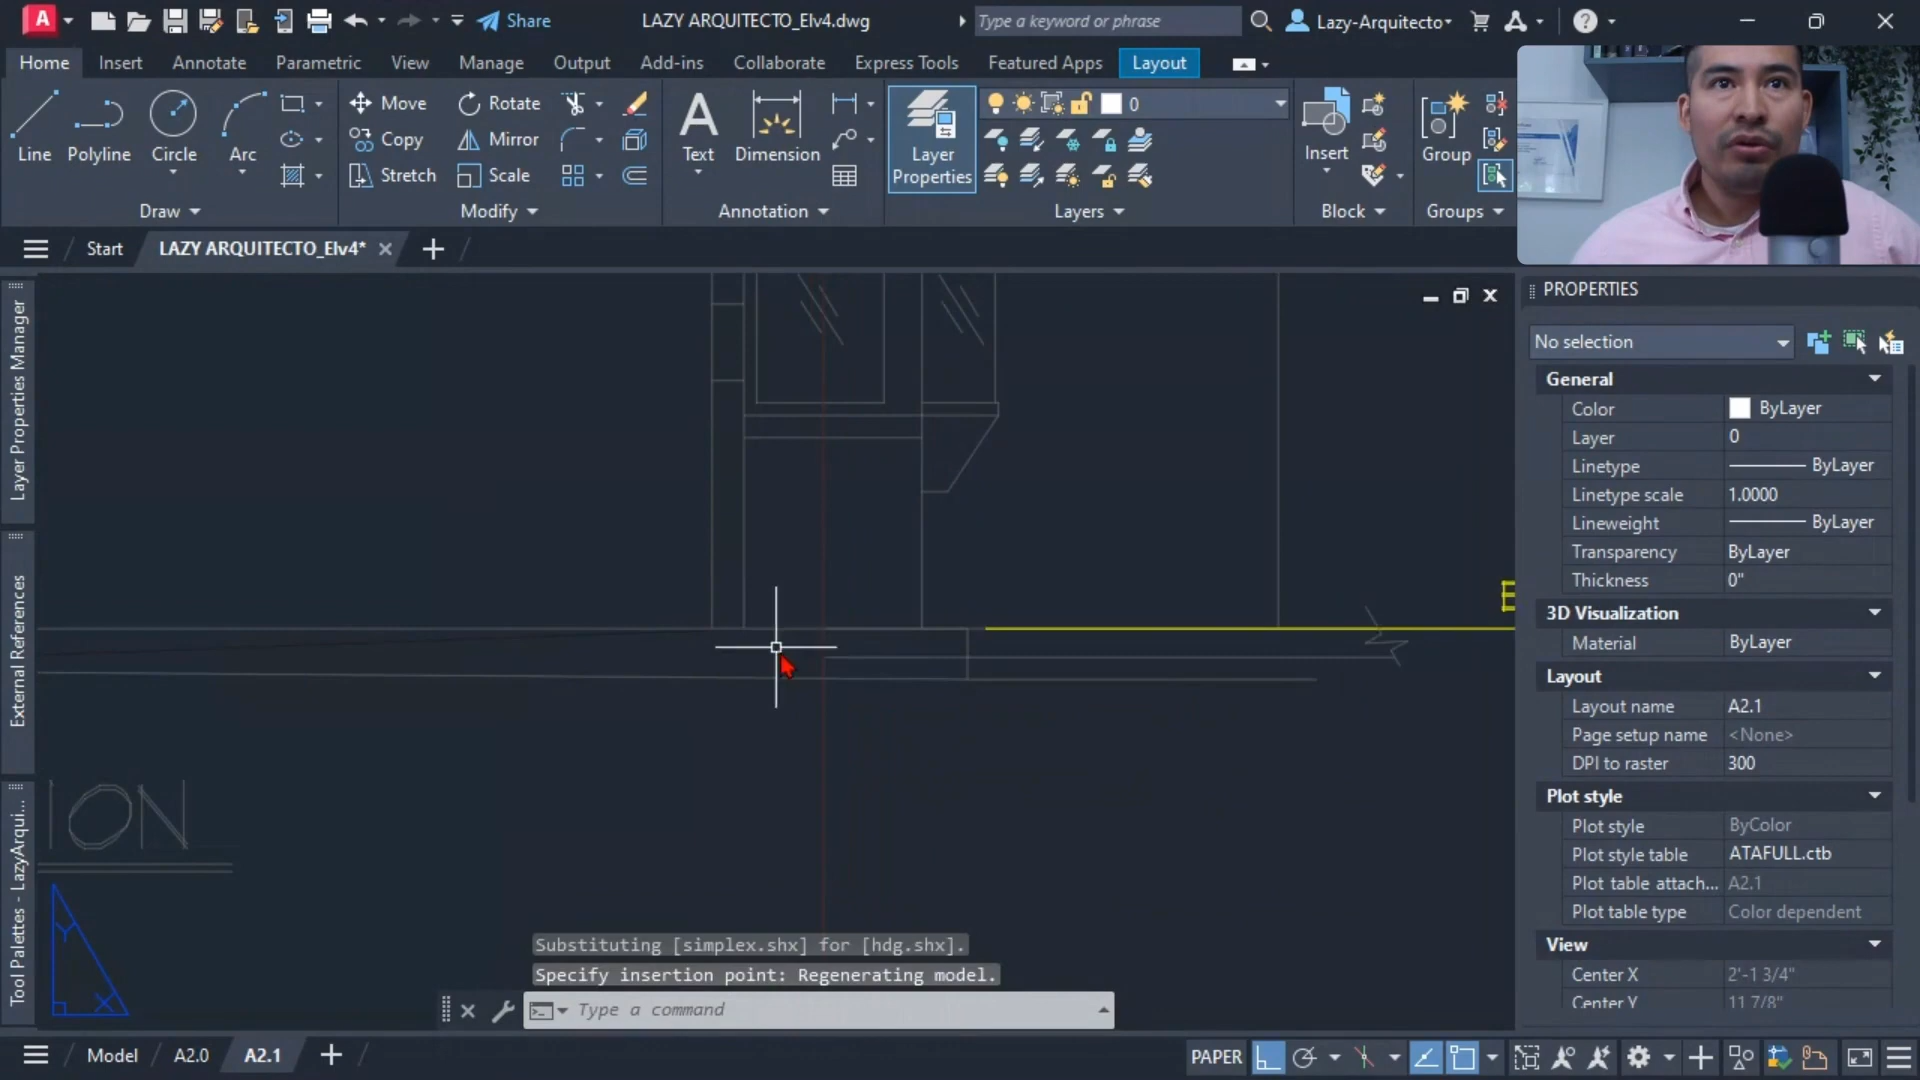 A Share LAZY ARQUITECTO_Elv4.dwg Type a keyword or phrase Lazy-Arquitecto
Home Insert Annotate Parametric View Manage Output Add-ins Collaborate Express Tools Featured Apps Layout
Move Rotate 0
Copy Mirror
Line Polyline Circle Arc Stretch Scale Text Dimension Layer Properties Insert Group
Draw Modify Annotation Layers Block Groups
Start LAZY ARQUITECTO_Elv4*
Layer Properties Manager
External References
Tool Palettes - LazyArqui...
ION
Y
X
PROPERTIES
No selection
General
Color ByLayer
Layer 0
Linetype ByLayer
Linetype scale 1.0000
Lineweight ByLayer
Transparency ByLayer
Thickness 0"
3D Visualization
Material ByLayer
Layout
Layout name A2.1
Page setup name <None>
DPI to raster 300
Plot style
Plot style ByColor
Plot style table ATAFULL.ctb
Plot table attach... A2.1
Plot table type Color dependent
View
Center X 2'-1 3/4"
Center Y 11 7/8"
Substituting [simplex.shx] for [hdg.shx].
Specify insertion point: Regenerating model.
Type a command
Model A2.0 A2.1 PAPER